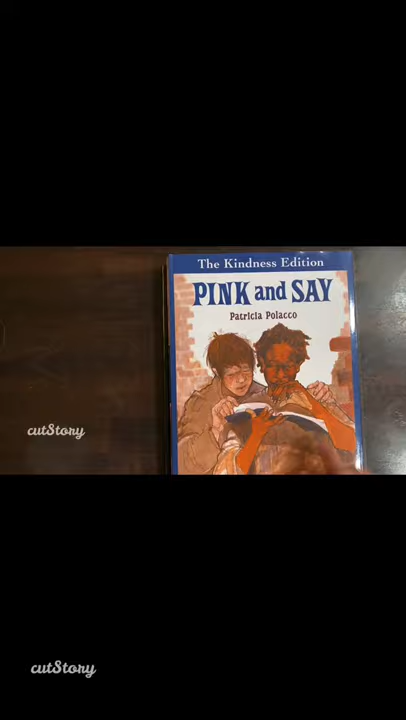 The Kindness Edition
PINK and SAY
Patricia Polacco
cutStory
cutStory